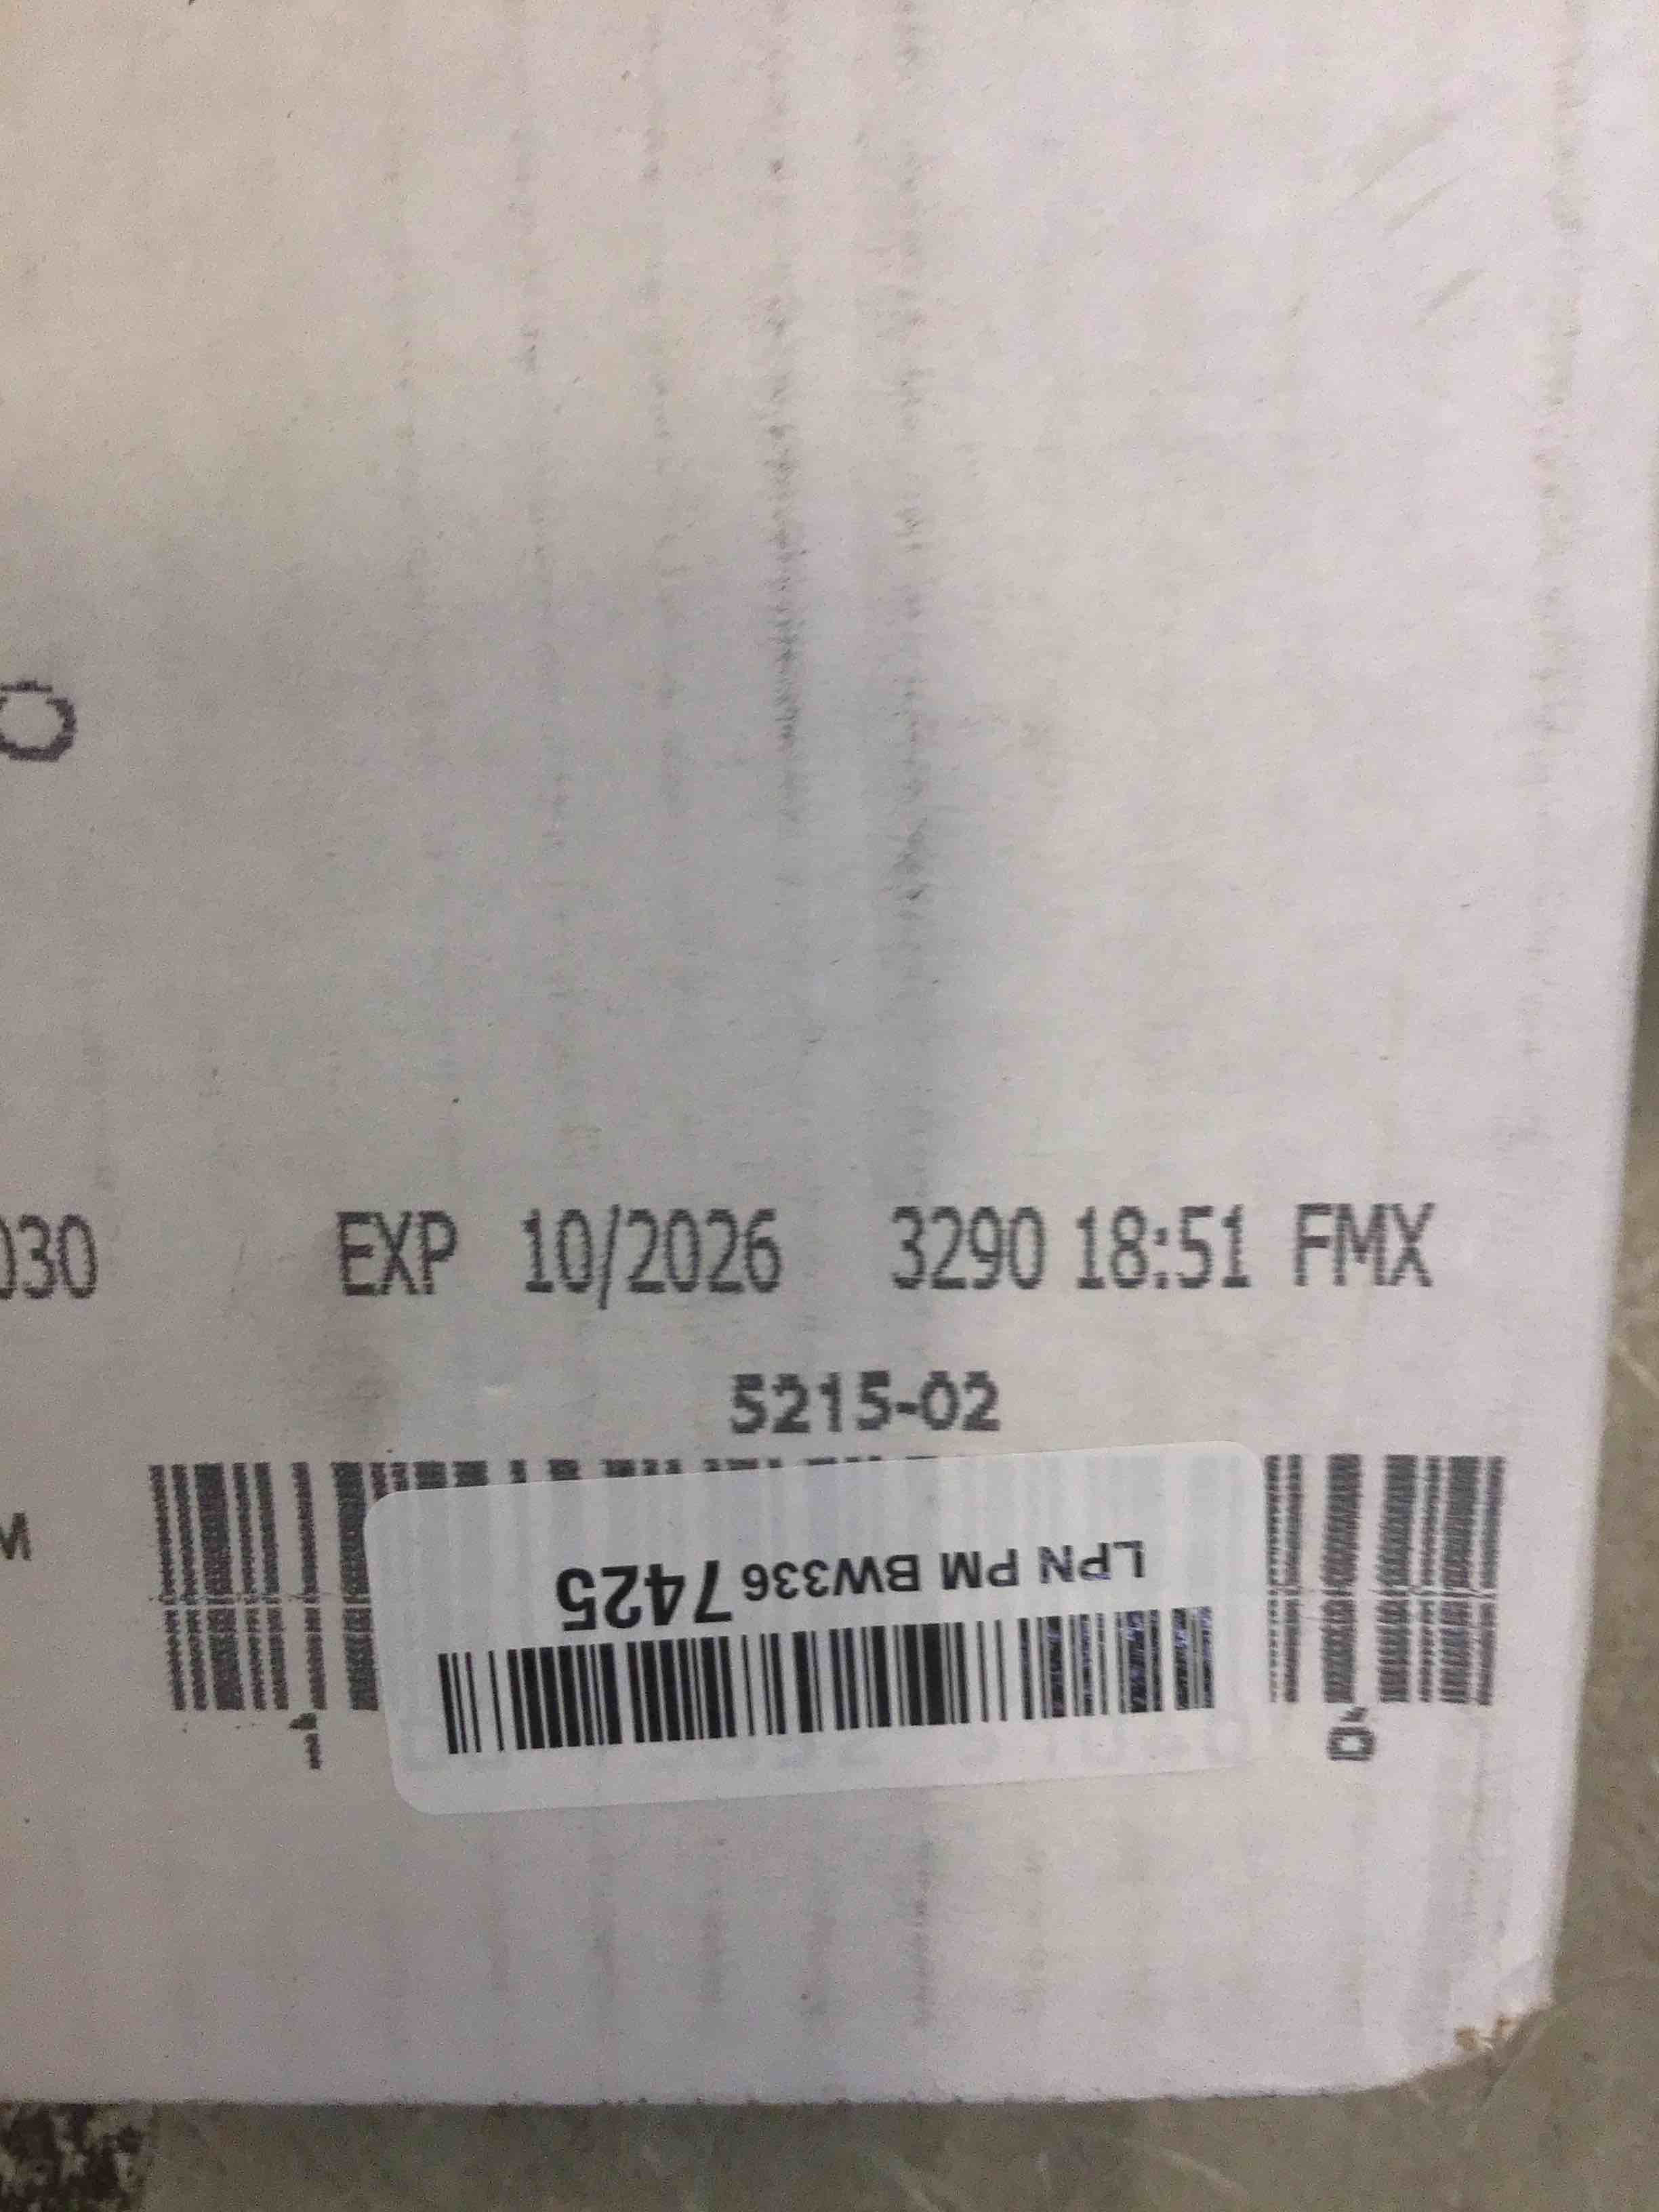 O
030 EXP 10/2026 3290 18:51 FMX
5215-02
M
LPN PM BW336 7425